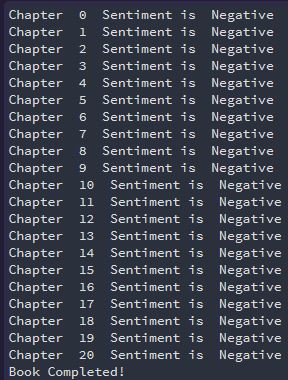 Chapter  0  Sentiment is  Negative
Chapter  1  Sentiment is  Negative
Chapter  2  Sentiment is  Negative
Chapter  3  Sentiment is  Negative
Chapter  4  Sentiment is  Negative
Chapter  5  Sentiment is  Negative
Chapter  6  Sentiment is  Negative
Chapter  7  Sentiment is  Negative
Chapter  8  Sentiment is  Negative
Chapter  9  Sentiment is  Negative
Chapter  10  Sentiment is  Negative
Chapter  11  Sentiment is  Negative
Chapter  12  Sentiment is  Negative
Chapter  13  Sentiment is  Negative
Chapter  14  Sentiment is  Negative
Chapter  15  Sentiment is  Negative
Chapter  16  Sentiment is  Negative
Chapter  17  Sentiment is  Negative
Chapter  18  Sentiment is  Negative
Chapter  19  Sentiment is  Negative
Chapter  20  Sentiment is  Negative
Book Completed!